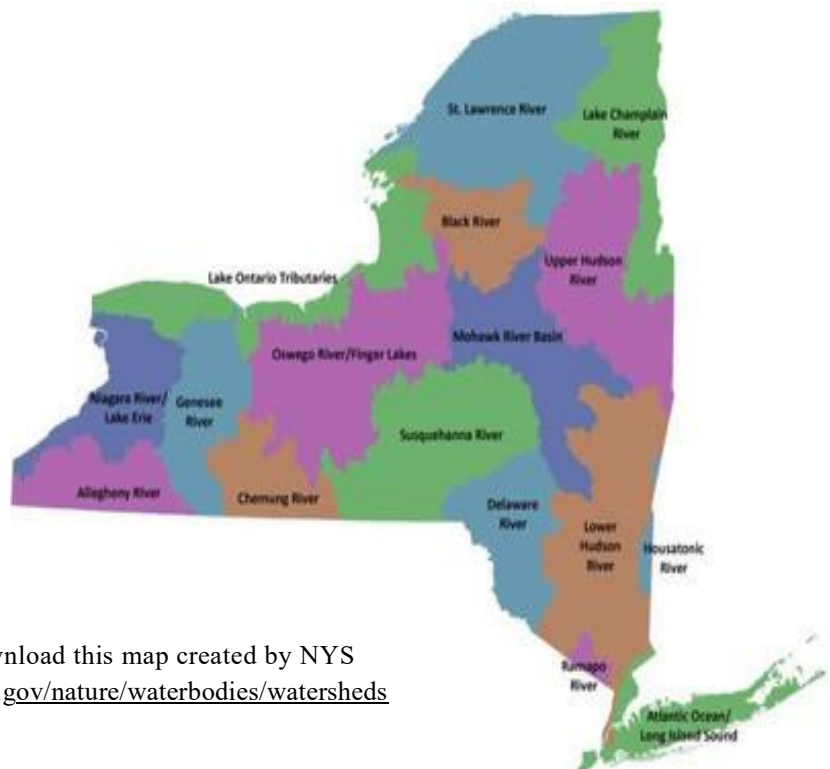 St. Lawrence River
Lake Champlain
River
Black River
Upper Hudson
River
Lake Ontario Tributaries
Mohawk River Basin
Oswego River/Finger Lakes
Niagara River/
Lake Erie
Genesee
River
Susquehanna River
Allegheny River
Chemung River
Delaware
River
Lower
Hudson
River
Housatonic
River
Ramapo
River
Atlantic Ocean/
Long Island Sound
wnload this map created by NYS
.gov/nature/waterbodies/watersheds